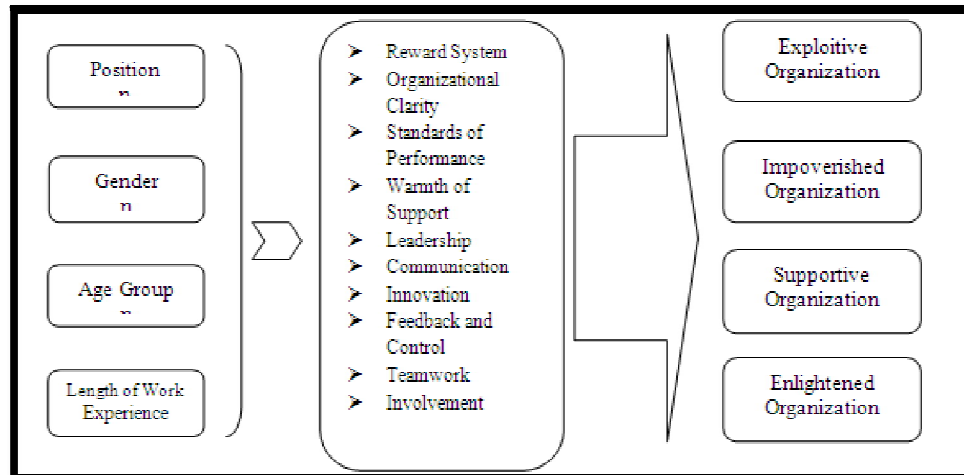 Position
n
Gender
n
Age Group
n
Length of Work
Experience
➢ Reward System
➢ Organizational
Clarity
➢ Standards of
Performance
➢ Warmth of
Support
➢ Leadership
➢ Communication
➢ Innovation
➢ Feedback and
Control
➢ Teamwork
➢ Involvement
Exploitive
Organization
Impoverished
Organization
Supportive
Organization
Enlightened
Organization